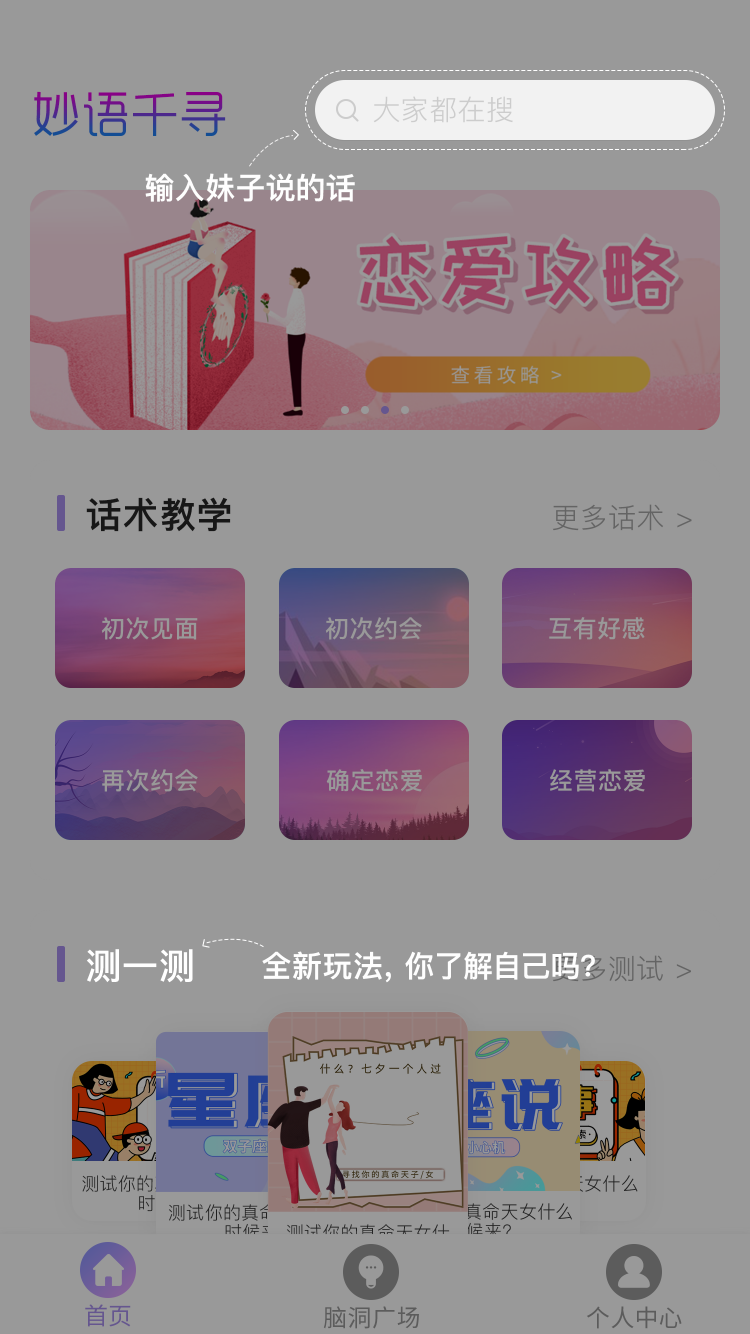 妙语千寻
大家都在搜
输入妹子说的话
恋爱攻略
查看攻略 >
话术教学
更多话术 >
初次见面
初次约会
互有好感
再次约会
确定恋爱
经营恋爱
测一测
全新玩法，你了解自己吗?
多测试 >
什么？七夕一个人过
星座
座说
双子座
小心机
寻找你的真命天子/女
测试你的
时
测试你的真命
时候来
测试你的真命天女什
真命天女什么
候来?
天女什么
首页
脑洞广场
个人中心